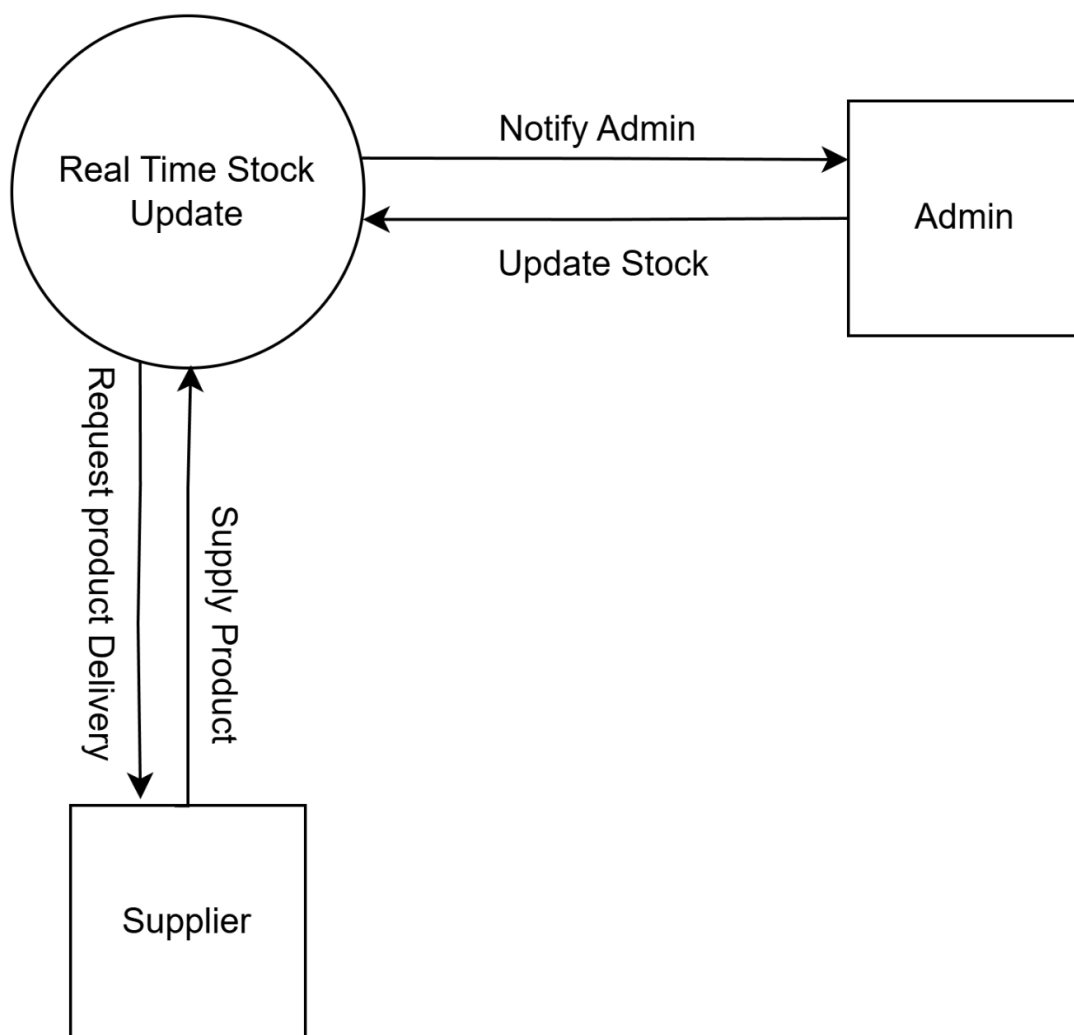 Real Time Stock
Update
Notify Admin
Admin
Update Stock
Request product Delivery
Supply Product
Supplier